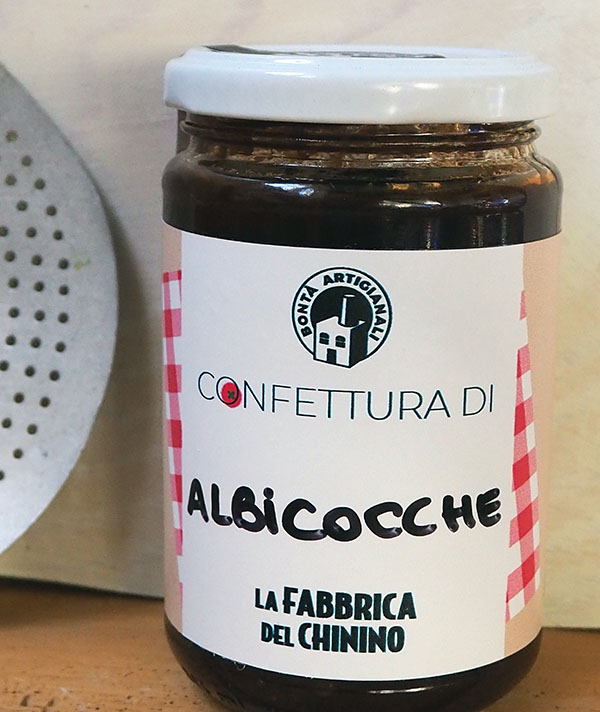 BONTÀ ARTIGIANALI
CONFETTURA DI
ALBICOCCHE
LA FABBRICA
DEL CHININO